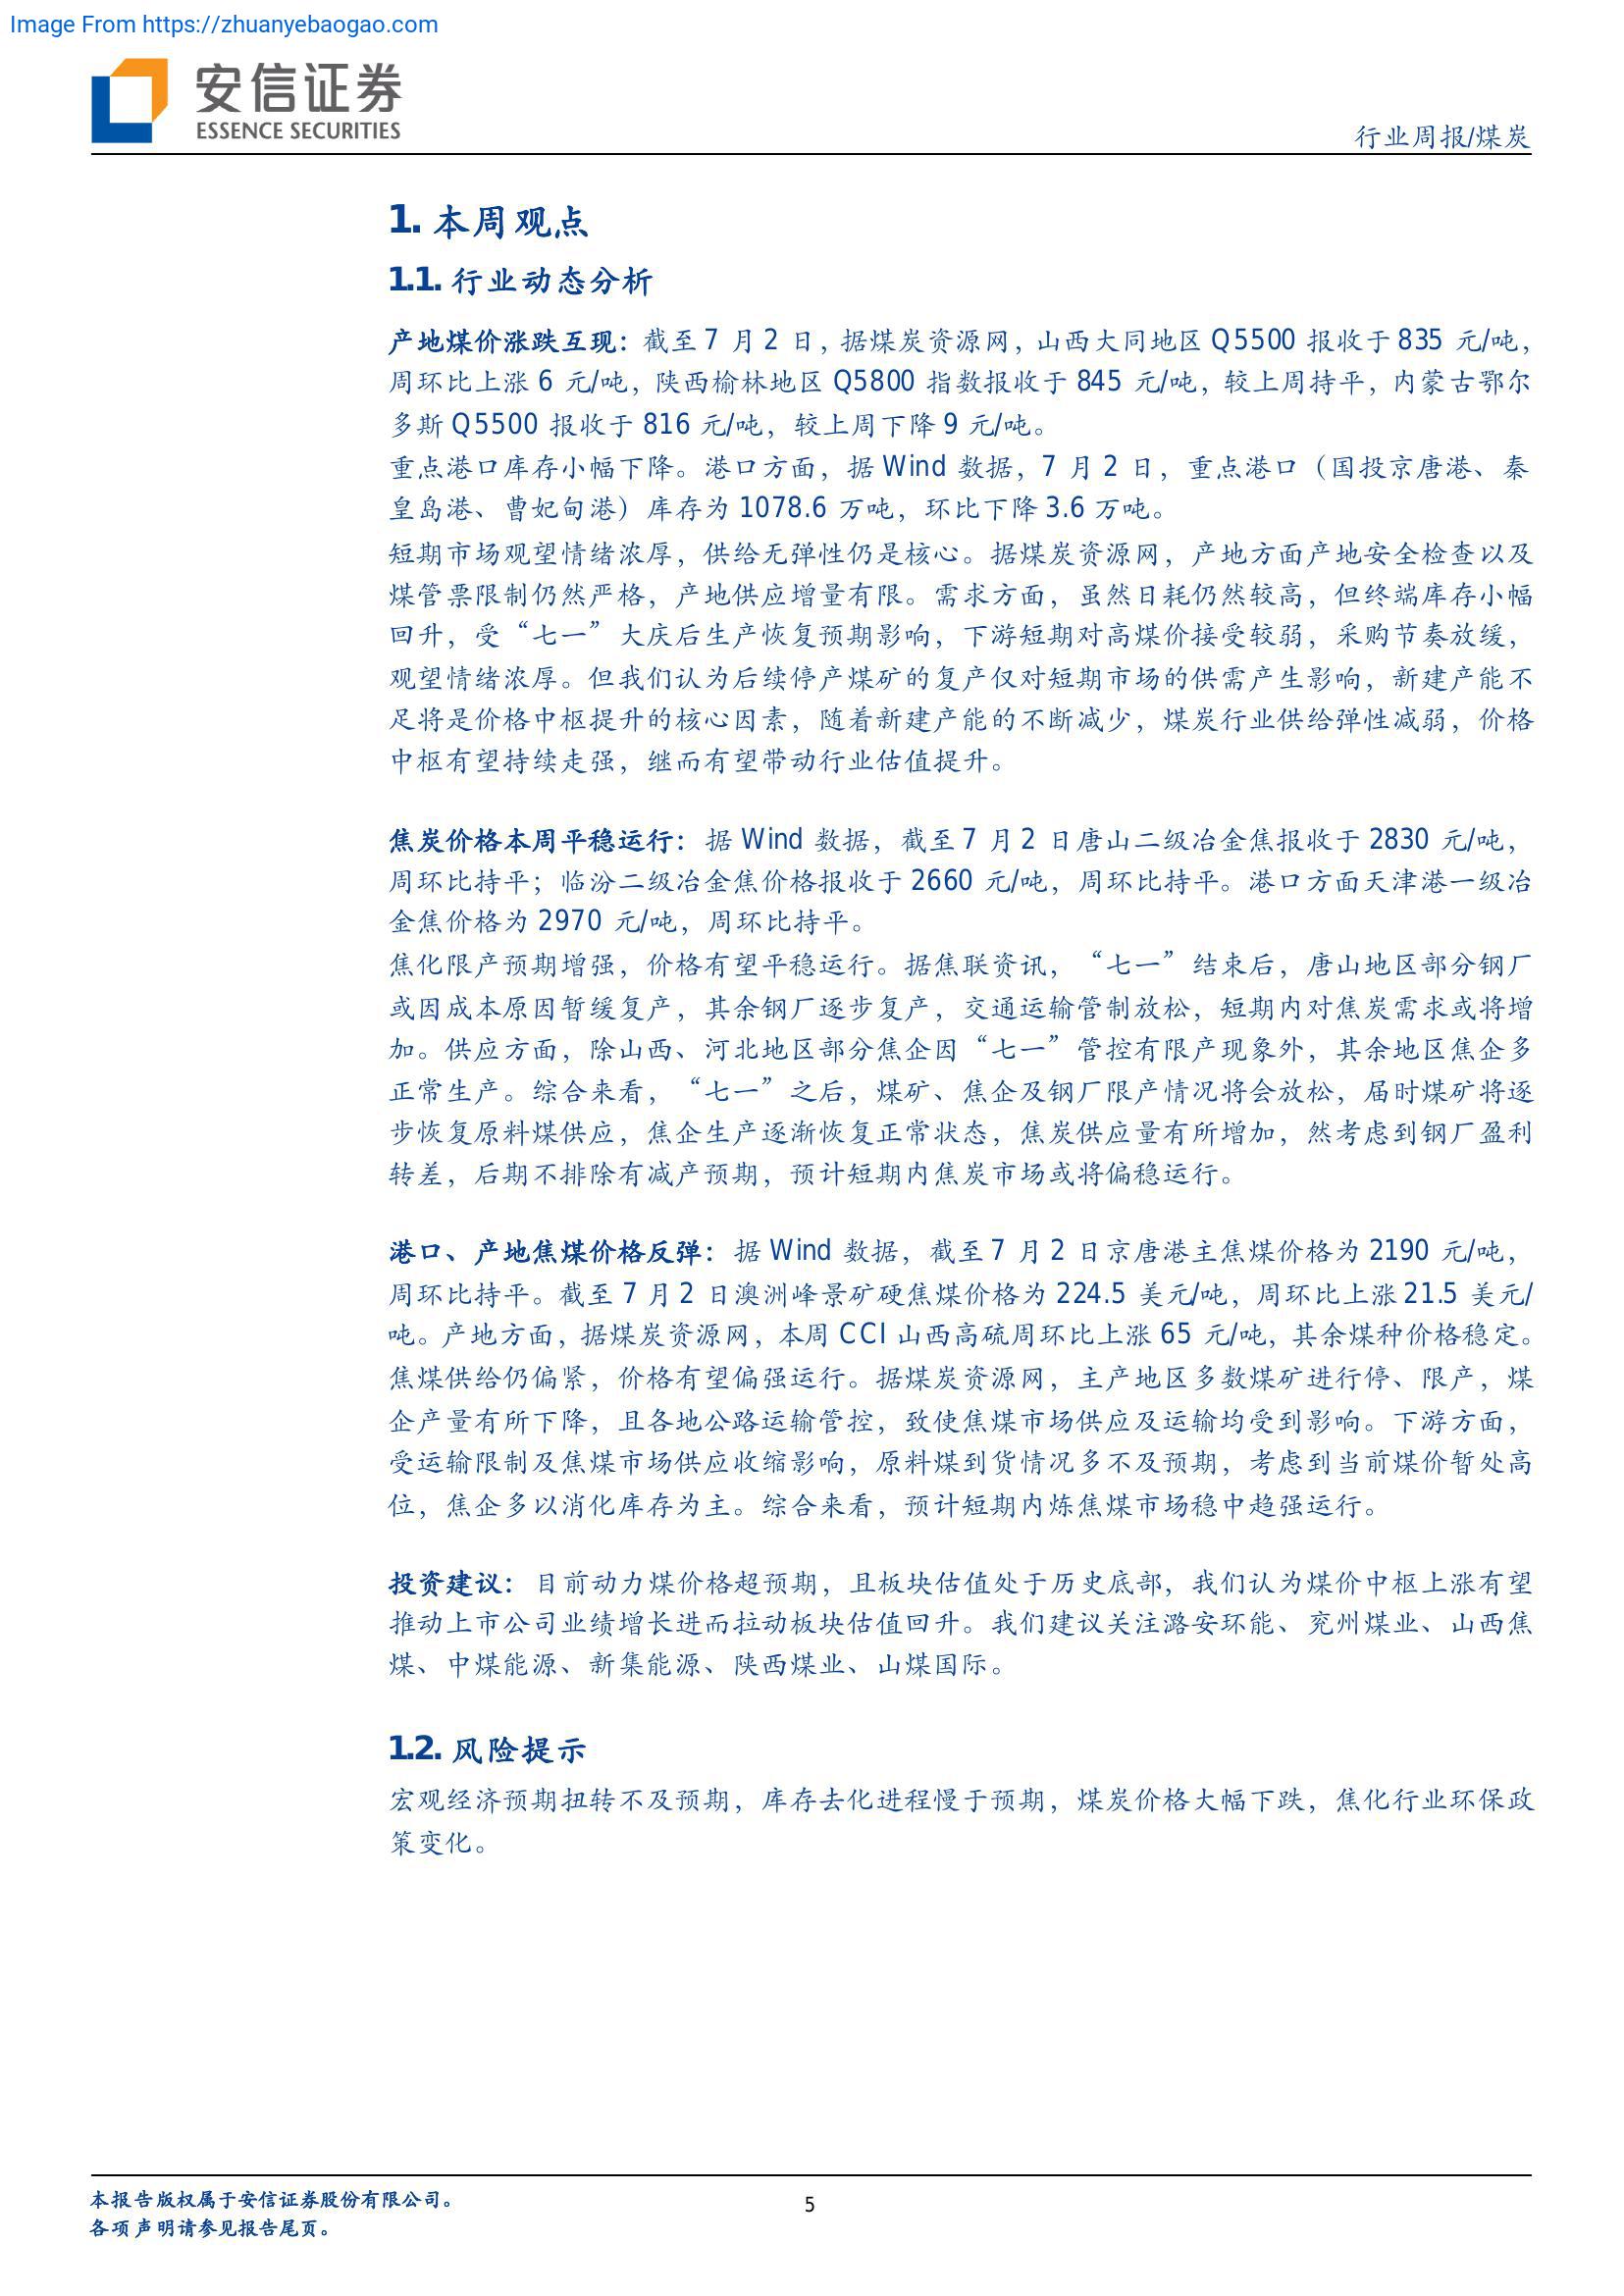 Image From https://zhuanyebaogao.com
安信证券
ESSENCE SECURITIES
行业周报/煤炭
1. 本周观点
1.1. 行业动态分析
产地煤价涨跌互现：截至 7 月 2 日，据煤炭资源网，山西大同地区 Q5500 报收于 835 元/吨，
周环比上涨 6 元/吨，陕西榆林地区 Q5800 指数报收于 845 元/吨，较上周持平，内蒙古鄂尔
多斯 Q5500 报收于 816 元/吨，较上周下降 9 元/吨。
重点港口库存小幅下降。港口方面，据 Wind 数据，7 月 2 日，重点港口（国投京唐港、秦
皇岛港、曹妃甸港）库存为 1078.6 万吨，环比下降 3.6 万吨。
短期市场观望情绪浓厚，供给无弹性仍是核心。据煤炭资源网，产地方面产地安全检查以及
煤管票限制仍然严格，产地供应增量有限。需求方面，虽然日耗仍然较高，但终端库存小幅
回升，受“七一”大庆后生产恢复预期影响，下游短期对高煤价接受较弱，采购节奏放缓，
观望情绪浓厚。但我们认为后续停产煤矿的复产仅对短期市场的供需产生影响，新建产能不
足将是价格中枢提升的核心因素，随着新建产能的不断减少，煤炭行业供给弹性减弱，价格
中枢有望持续走强，继而有望带动行业估值提升。
焦炭价格本周平稳运行：据 Wind 数据，截至 7 月 2 日唐山二级冶金焦报收于 2830 元/吨，
周环比持平；临汾二级冶金焦价格报收于 2660 元/吨，周环比持平。港口方面天津港一级冶
金焦价格为 2970 元/吨，周环比持平。
焦化限产预期增强，价格有望平稳运行。据焦联资讯，“七一”结束后，唐山地区部分钢厂
或因成本原因暂缓复产，其余钢厂逐步复产，交通运输管制放松，短期内对焦炭需求或将增
加。供应方面，除山西、河北地区部分焦企因“七一”管控有限产现象外，其余地区焦企多
正常生产。综合来看，“七一”之后，煤矿、焦企及钢厂限产情况将会放松，届时煤矿将逐
步恢复原料煤供应，焦企生产逐渐恢复正常状态，焦炭供应量有所增加，然考虑到钢厂盈利
转差，后期不排除有减产预期，预计短期内焦炭市场或将偏稳运行。
港口、产地焦煤价格反弹：据 Wind 数据，截至 7 月 2 日京唐港主焦煤价格为 2190 元/吨，
周环比持平。截至 7 月 2 日澳洲峰景矿硬焦煤价格为 224.5 美元/吨，周环比上涨 21.5 美元/
吨。产地方面，据煤炭资源网，本周 CCI 山西高硫周环比上涨 65 元/吨，其余煤种价格稳定。
焦煤供给仍偏紧，价格有望偏强运行。据煤炭资源网，主产地区多数煤矿进行停、限产，煤
企产量有所下降，且各地公路运输管控，致使焦煤市场供应及运输均受到影响。下游方面，
受运输限制及焦煤市场供应收缩影响，原料煤到货情况多不及预期，考虑到当前煤价暂处高
位，焦企多以消化库存为主。综合来看，预计短期内炼焦煤市场稳中趋强运行。
投资建议：目前动力煤价格超预期，且板块估值处于历史底部，我们认为煤价中枢上涨有望
推动上市公司业绩增长进而拉动板块估值回升。我们建议关注潞安环能、兖州煤业、山西焦
煤、中煤能源、新集能源、陕西煤业、山煤国际。
1.2. 风险提示
宏观经济预期扭转不及预期，库存去化进程慢于预期，煤炭价格大幅下跌，焦化行业环保政
策变化。
本报告版权属于安信证券股份有限公司。
5
各项声明请参见报告尾页。